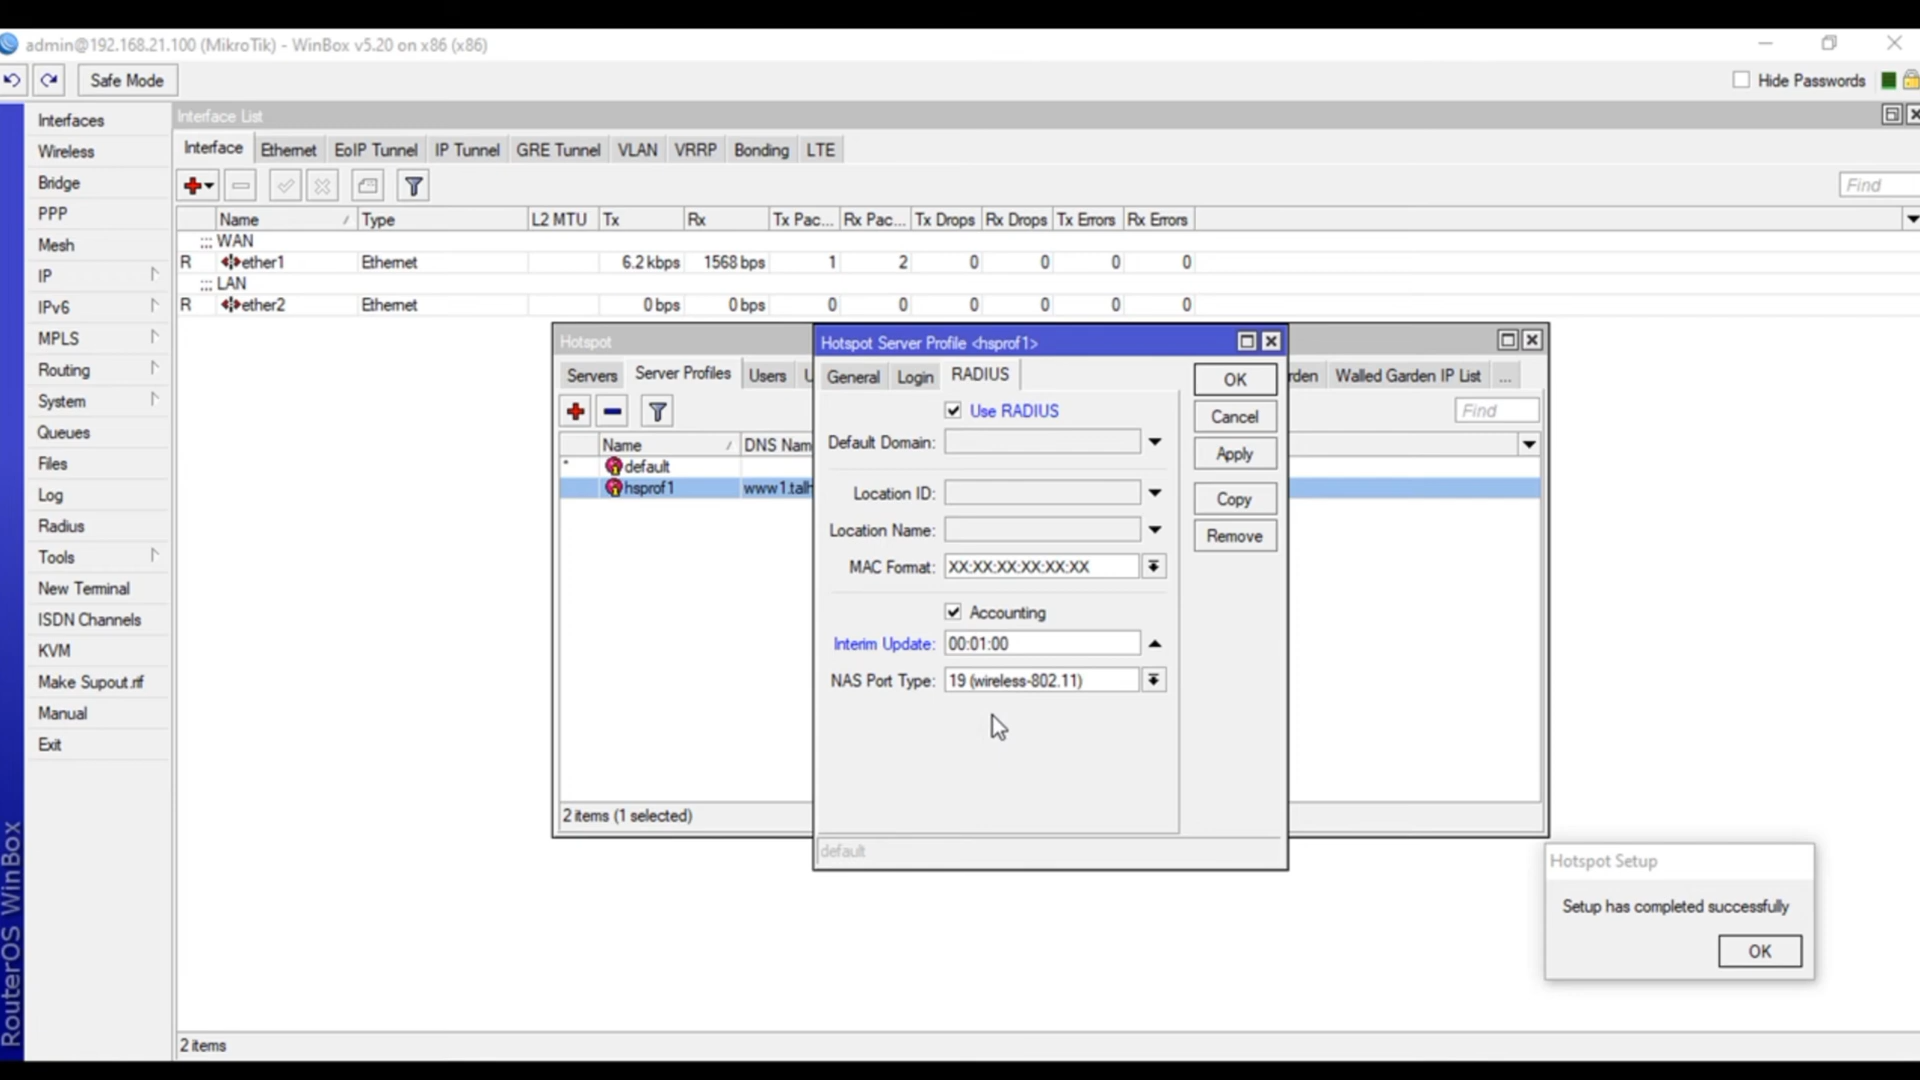 admin@192.168.21.100 (MikroTik) - WinBox v5.20 on x86 (x86)
Safe Mode
Hide Passwords
Interfaces
Wireless
Bridge
PPP
Mesh
IP
IPv6
MPLS
Routing
System
Queues
Files
Log
Radius
Tools
New Terminal
ISDN Channels
KVM
Make Supout.rif
Manual
Exit
RouterOS WinBox
Interface List
Interface Ethernet EoIP Tunnel IP Tunnel GRE Tunnel VLAN VRRP Bonding LTE
Find
Name Type L2 MTU Tx Rx Tx Pac... Rx Pac... Tx Drops Rx Drops Tx Errors Rx Errors
::: WAN
R ether1 Ethernet 6.2 kbps 1568 bps 1 2 0 0 0 0
::: LAN
R ether2 Ethernet 0 bps 0 bps 0 0 0 0 0 0
Hotspot
Servers Server Profiles Users
Walled Garden IP List ...
Find
Name DNS Nam
* default
hsprof1 www1.talh
2 items (1 selected)
Hotspot Server Profile <hsprof1>
General Login RADIUS
Use RADIUS
Default Domain:
Location ID:
Location Name:
MAC Format: XX:XX:XX:XX:XX:XX
Accounting
Interim Update: 00:01:00
NAS Port Type: 19 (wireless-802.11)
OK
Cancel
Apply
Copy
Remove
default
Hotspot Setup
Setup has completed successfully
OK
2 items